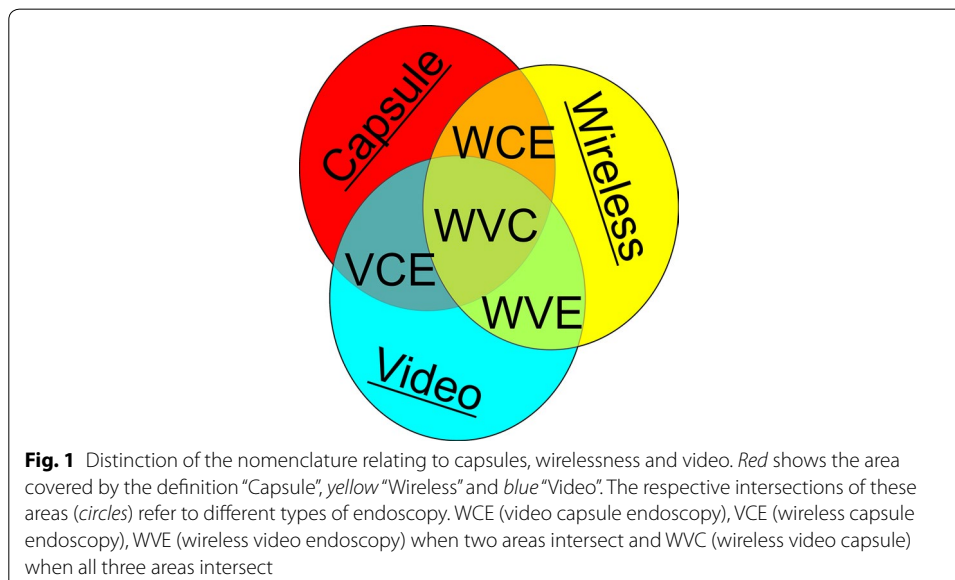 Capsule
Wireless
WCE
WVC
VCE
WVE
Video
Fig. 1 Distinction of the nomenclature relating to capsules, wirelessness and video. Red shows the area
covered by the definition “Capsule”, yellow “Wireless” and blue “Video”. The respective intersections of these
areas (circles) refer to different types of endoscopy. WCE (video capsule endoscopy), VCE (wireless capsule
endoscopy), WVE (wireless video endoscopy) when two areas intersect and WVC (wireless video capsule)
when all three areas intersect